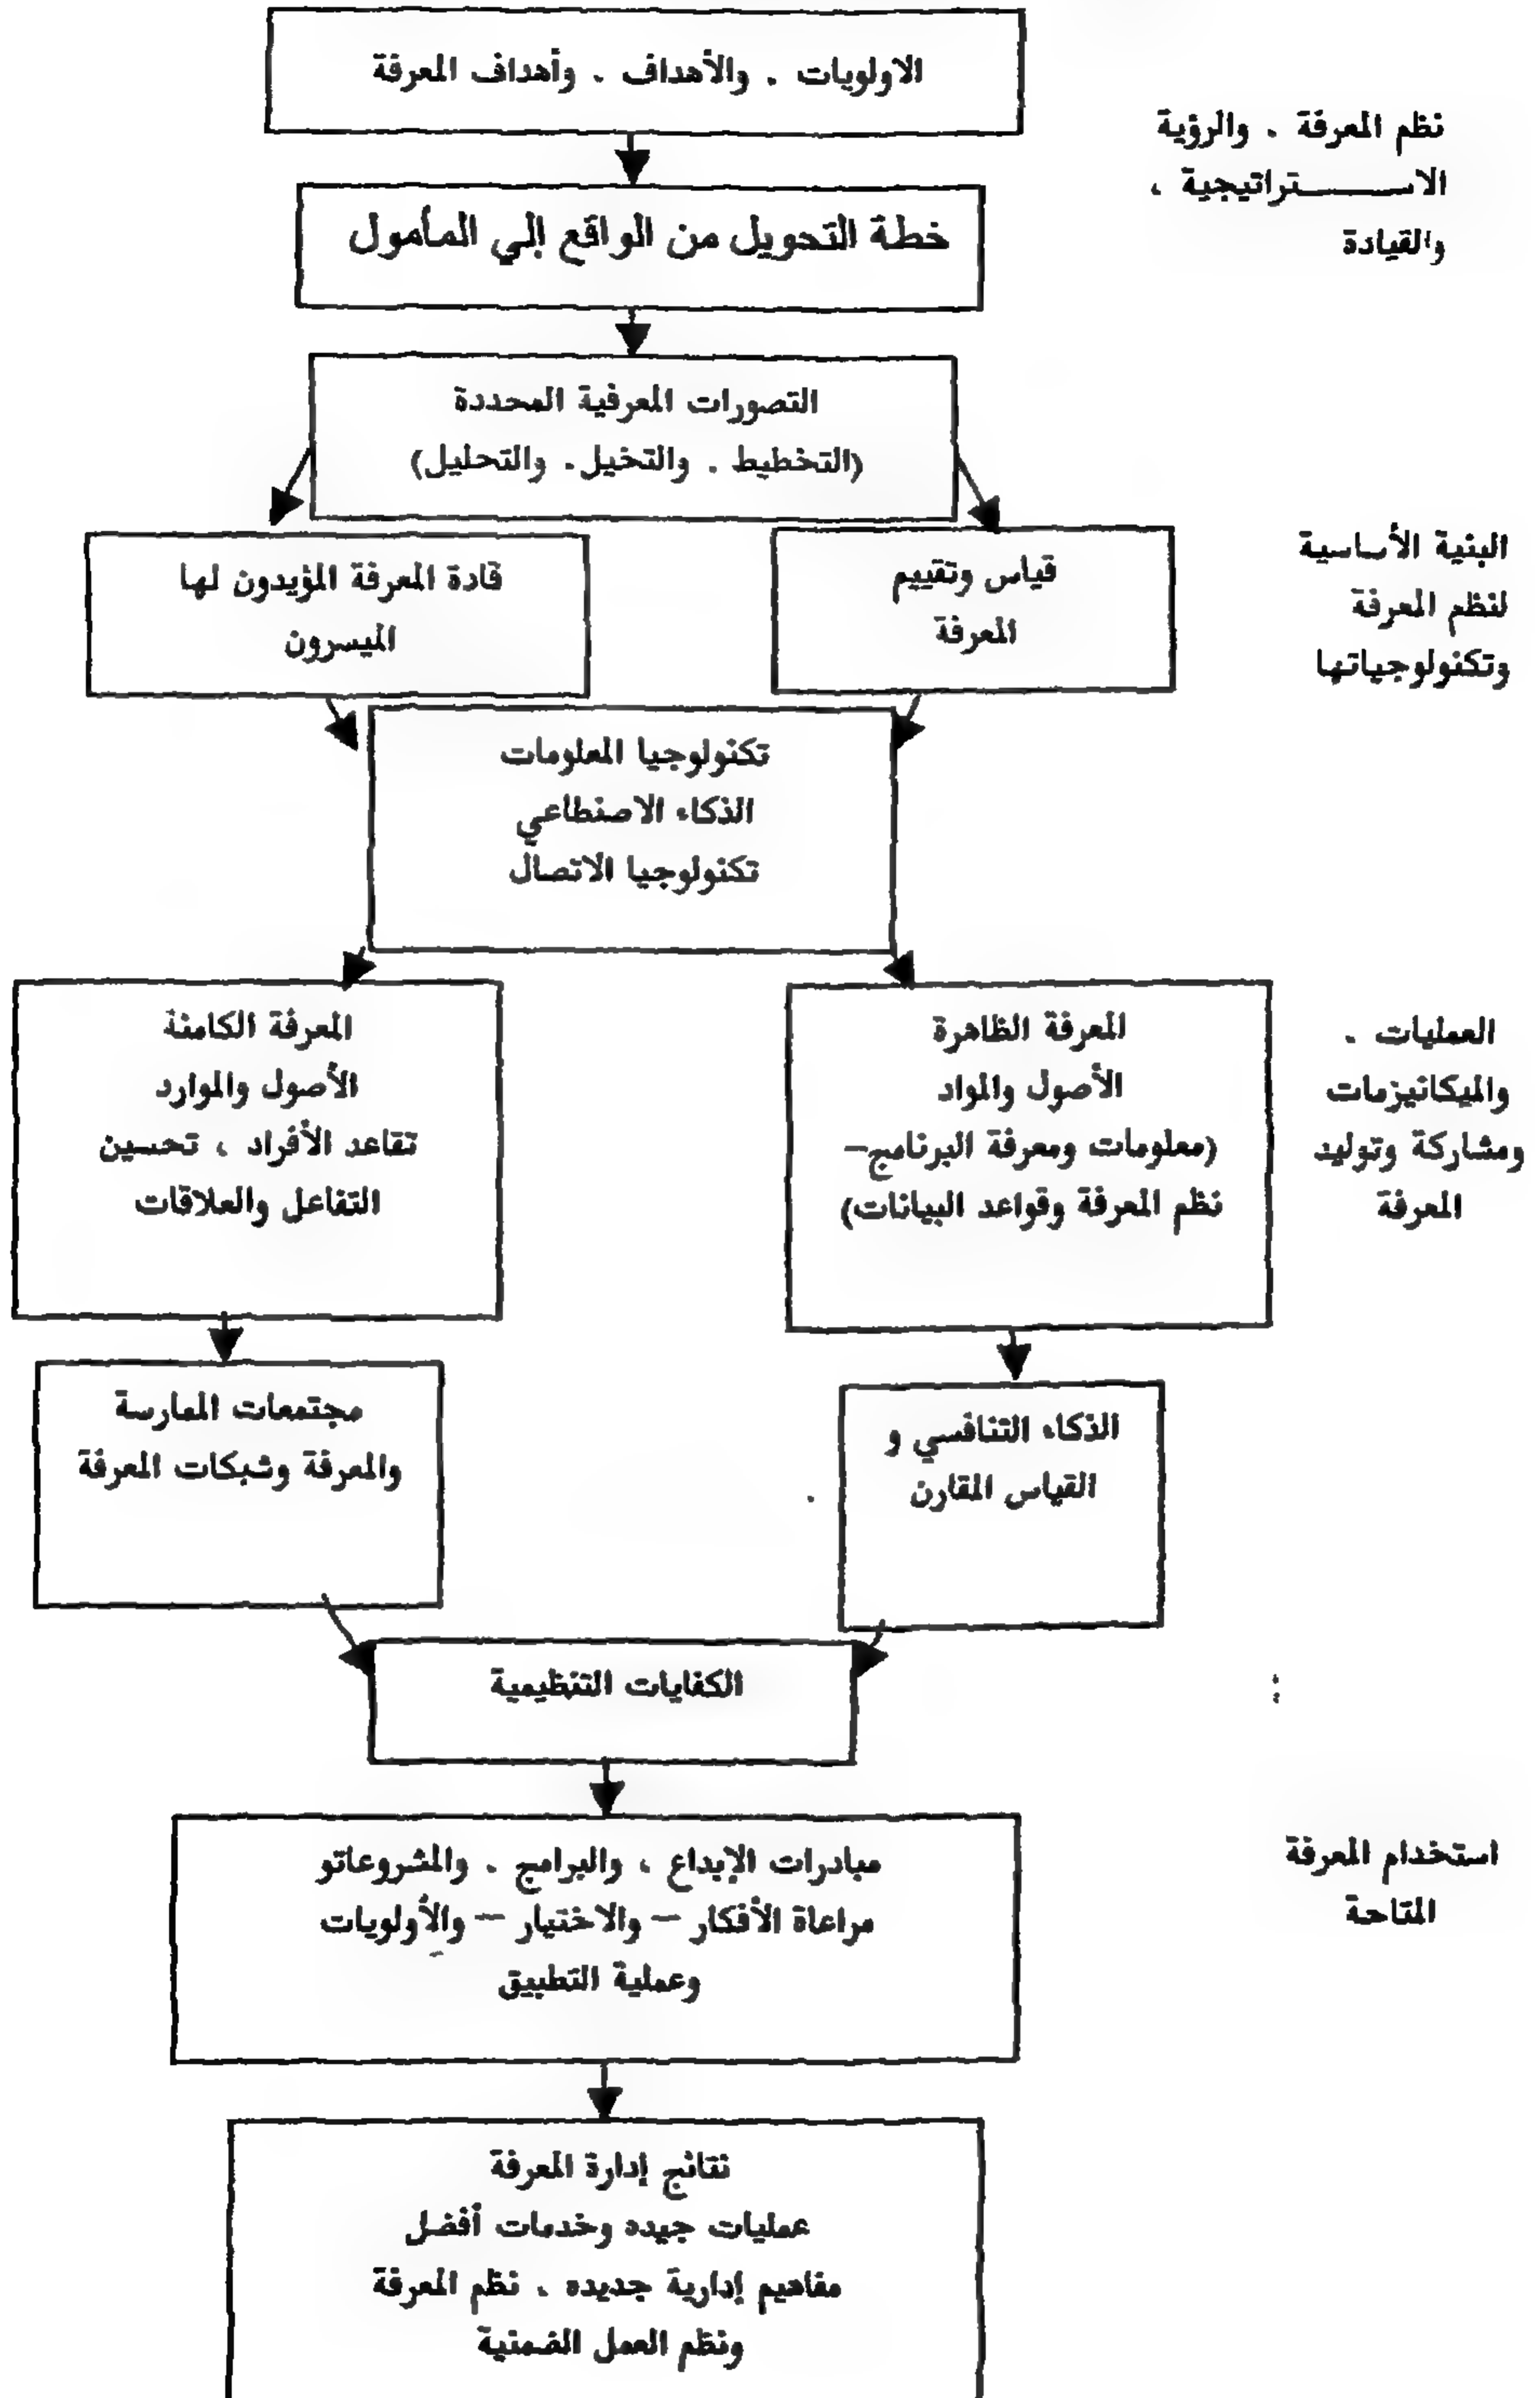 الاولويات ، والأهداف ، وأهداف المعرفة
نظم المعرفة ، والرؤية
الاستراتيجية ،
والقيادة
خطة التحويل من الواقع إلي المأمول
التصورات المعرفية المحددة
(التخطيط ، والتخيل، والتحليل)
قياس وتقييم
المعرفة
قادة المعرفة المؤيدون لها
الميسرون
البنية الأساسية
لنظم المعرفة
وتكنولوجياتها
تكنولوجيا المعلومات
الذكاء الاصنطاعي
تكنولوجيا الاتصال
العمليات ،
والميكانيزمات
ومشاركة وتوليد
المعرفة
المعرفة الظاهرة
الأصول والمواد
(معلومات ومعرفة البرنامج–
نظم المعرفة وقواعد البيانات)
المعرفة الكامنة
الأصول والموارد
تقاعد الأفراد ، تحسين
التفاعل والعلاقات
الذكاء التنافسي و
القياس المقارن
مجتمعات الممارسة
والمعرفة وشبكات المعرفة
الكفايات التنظيمية
استخدام المعرفة
المتاحة
مبادرات الإبداع ، والبرامج ، والمشروعاتو
مراعاة الأفكار – والاختيار – والأولويات
وعملية التطبيق
نتائج إدارة المعرفة
عمليات جيده وخدمات أفضل
مفاهيم إدارية جديده ، نظم المعرفة
ونظم العمل الضمنية